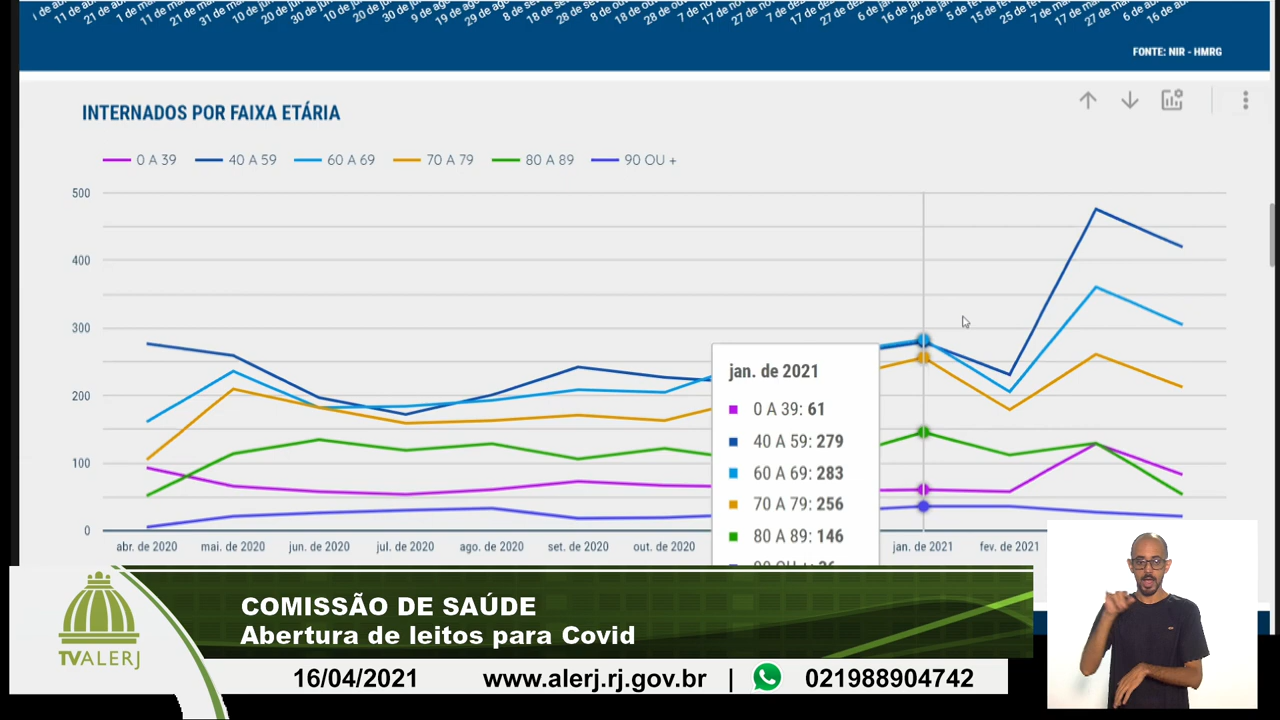 FONTE: NIR - HMRG
INTERNADOS POR FAIXA ETÁRIA
0 A 39 40 A 59 60 A 69 70 A 79 80 A 89 90 OU +
500
400
300
200
100
0
jan. de 2021
0 A 39: 61
40 A 59: 279
60 A 69: 283
70 A 79: 256
80 A 89: 146
abr. de 2020 mai. de 2020 jun. de 2020 jul. de 2020 ago. de 2020 set. de 2020 out. de 2020 jan. de 2021 fev. de 2021
COMISSÃO DE SAÚDE
Abertura de leitos para Covid
TVALERJ
16/04/2021 www.alerj.rj.gov.br | 021988904742